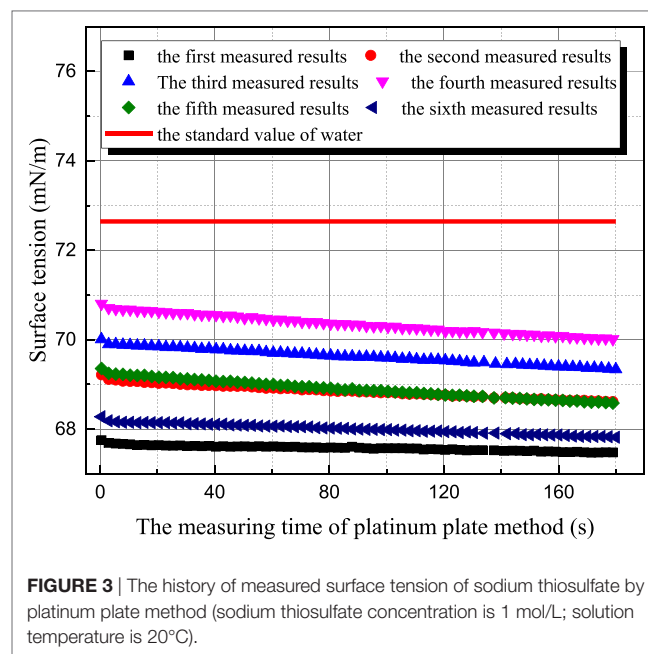 76
74
72
70
68
Surface tension (mN/m)
the first measured results the second measured results
The third measured results the fourth measured results
the fifth measured results the sixth measured results
the standard value of water
0 40 80 120 160
The measuring time of platinum plate method (s)
FIGURE 3 | The history of measured surface tension of sodium thiosulfate by
platinum plate method (sodium thiosulfate concentration is 1 mol/L; solution
temperature is 20°C).